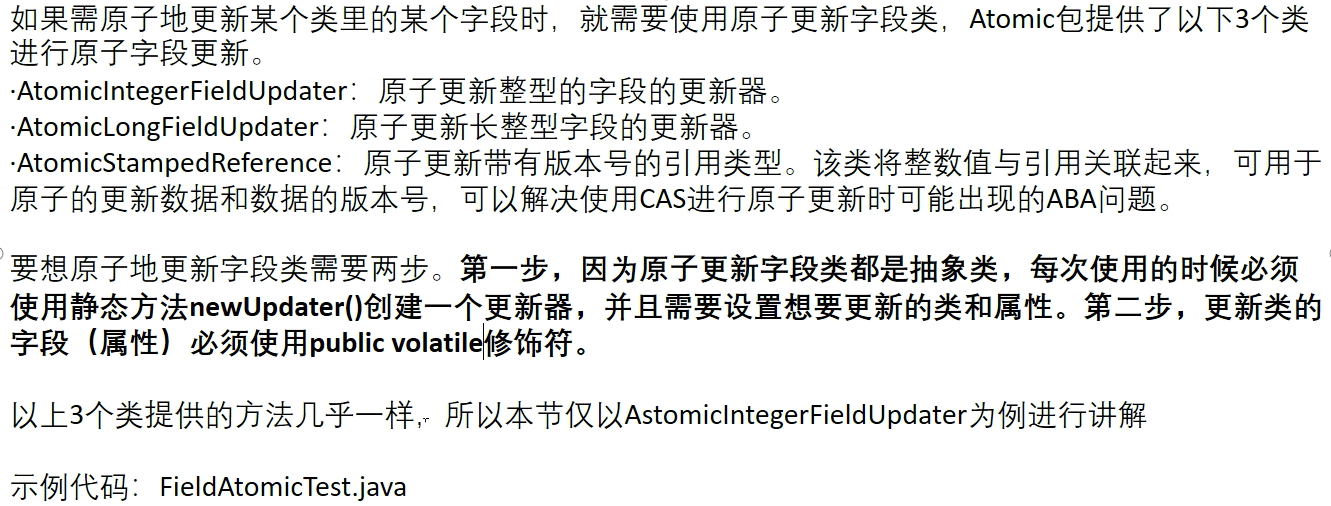 如果需原子地更新某个类里的某个字段时，就需要使用原子更新字段类，Atomic包提供了以下3个类
进行原子字段更新。
·AtomicIntegerFieldUpdater：原子更新整型的字段的更新器。
·AtomicLongFieldUpdater：原子更新长整型字段的更新器。
·AtomicStampedReference：原子更新带有版本号的引用类型。该类将整数值与引用关联起来，可用于
原子的更新数据和数据的版本号，可以解决使用CAS进行原子更新时可能出现的ABA问题。
要想原子地更新字段类需要两步。第一步，因为原子更新字段类都是抽象类，每次使用的时候必须
使用静态方法newUpdater()创建一个更新器，并且需要设置想要更新的类和属性。第二步，更新类的
字段（属性）必须使用public volatile修饰符。
以上3个类提供的方法几乎一样，所以本节仅以AstomicIntegerFieldUpdater为例进行讲解
示例代码：FieldAtomicTest.java